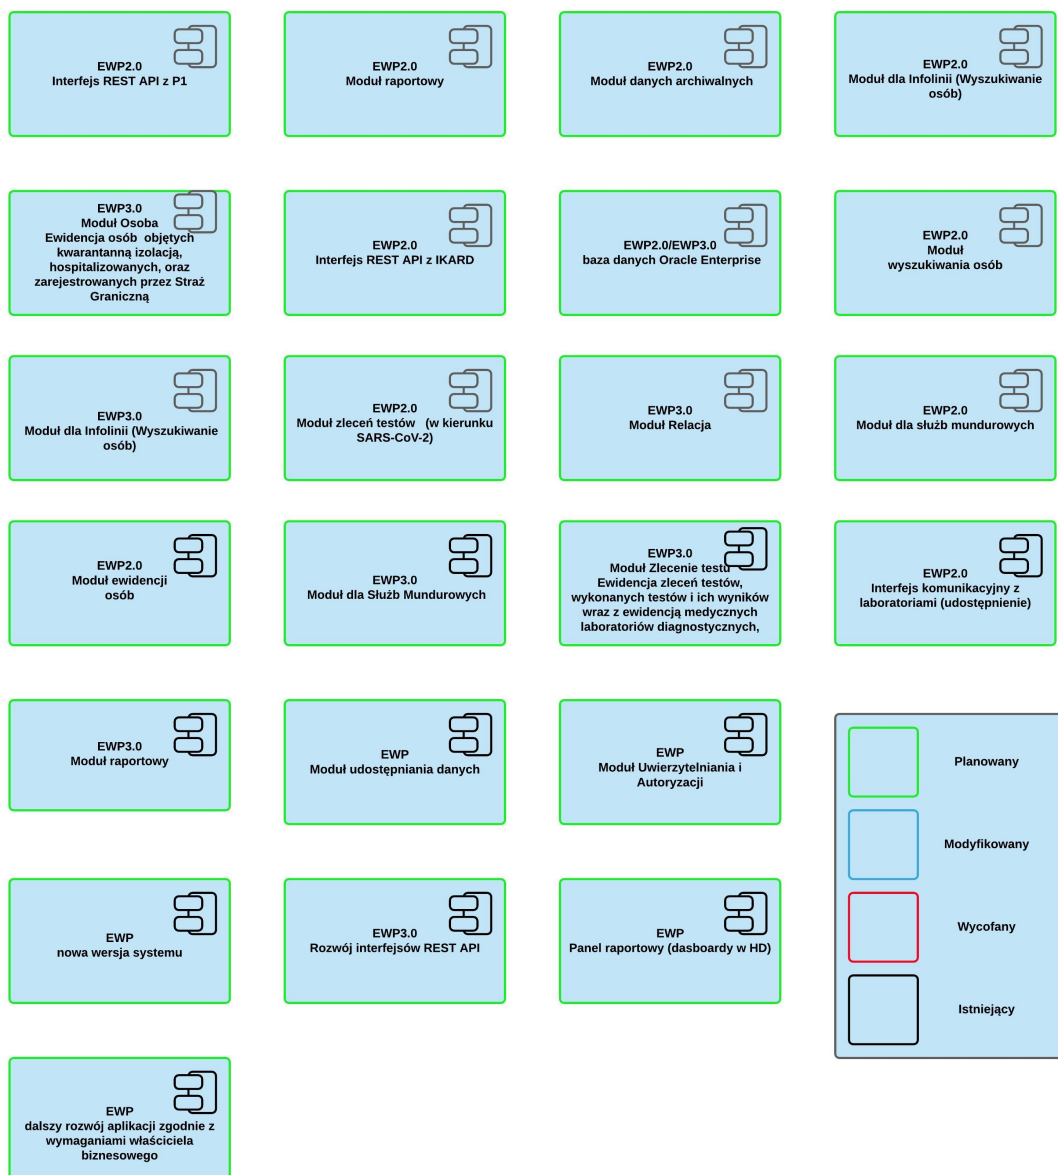 EWP2.0
Interfejs REST API z P1
EWP2.0
Moduł raportowy
EWP2.0
Moduł danych archiwalnych
EWP2.0
Moduł dla Infolinii (Wyszukiwanie
osób)
EWP3.0
Moduł Osoba
Ewidencja osób objętych
kwarantanną izolacją,
hospitalizowanych, oraz
zarejestrowanych przez Straż
Graniczną
EWP2.0
Interfejs REST API z IKARD
EWP2.0/EWP3.0
baza danych Oracle Enterprise
EWP2.0
Moduł
wyszukiwania osób
EWP3.0
Moduł dla Infolinii (Wyszukiwanie
osób)
EWP2.0
Moduł zleceń testów (w kierunku
SARS-CoV-2)
EWP3.0
Moduł Relacja
EWP2.0
Moduł dla służb mundurowych
EWP2.0
Moduł ewidencji
osób
EWP3.0
Moduł dla Służb Mundurowych
EWP3.0
Moduł Zlecenie testu
Ewidencja zleceń testów,
wykonanych testów i ich wyników
wraz z ewidencją medycznych
laboratoriów diagnostycznych,
EWP2.0
Interfejs komunikacyjny z
laboratoriami (udostępnienie)
EWP3.0
Moduł raportowy
EWP
Moduł udostępniania danych
EWP
Moduł Uwierzytelniania i
Autoryzacji
Planowany
Modyfikowany
Wycofany
Istniejący
EWP
nowa wersja systemu
EWP3.0
Rozwój interfejsów REST API
EWP
Panel raportowy (dasboardy w HD)
EWP
dalszy rozwój aplikacji zgodnie z
wymaganiami właściciela
biznesowego